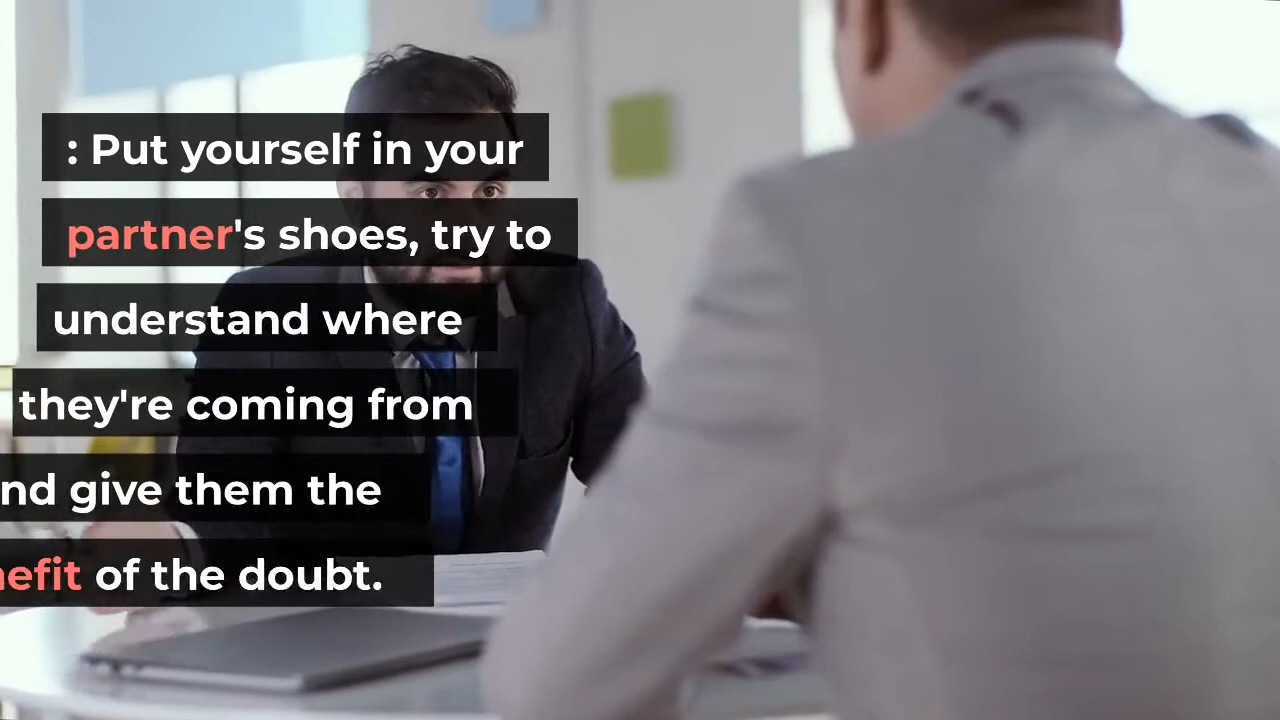 : Put yourself in your
partner's shoes, try to
understand where
they're coming from
nd give them the
nefit of the doubt.